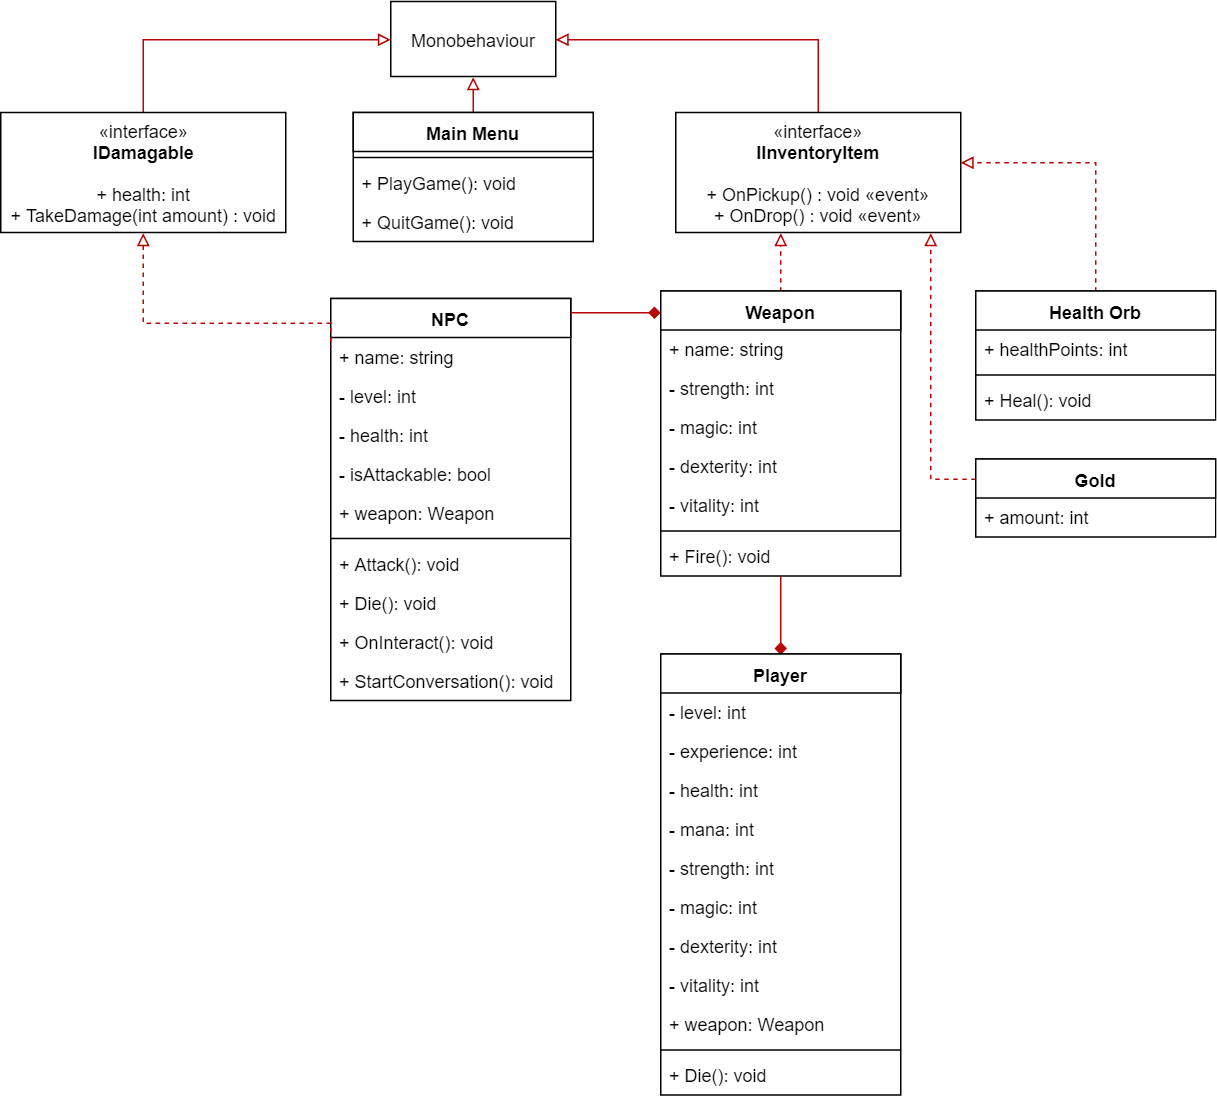 Monobehaviour
«interface»
IDamagable
+ health: int
+ TakeDamage(int amount) : void
Main Menu
+ PlayGame(): void
+ QuitGame(): void
«interface»
IInventoryItem
+ OnPickup() : void «event»
+ OnDrop() : void «event»
NPC
+ name: string
- level: int
- health: int
- isAttackable: bool
+ weapon: Weapon
+ Attack(): void
+ Die(): void
+ OnInteract(): void
+ StartConversation(): void
Weapon
+ name: string
- strength: int
- magic: int
- dexterity: int
- vitality: int
+ Fire(): void
Health Orb
+ healthPoints: int
+ Heal(): void
Gold
+ amount: int
Player
- level: int
- experience: int
- health: int
- mana: int
- strength: int
- magic: int
- dexterity: int
- vitality: int
+ weapon: Weapon
+ Die(): void